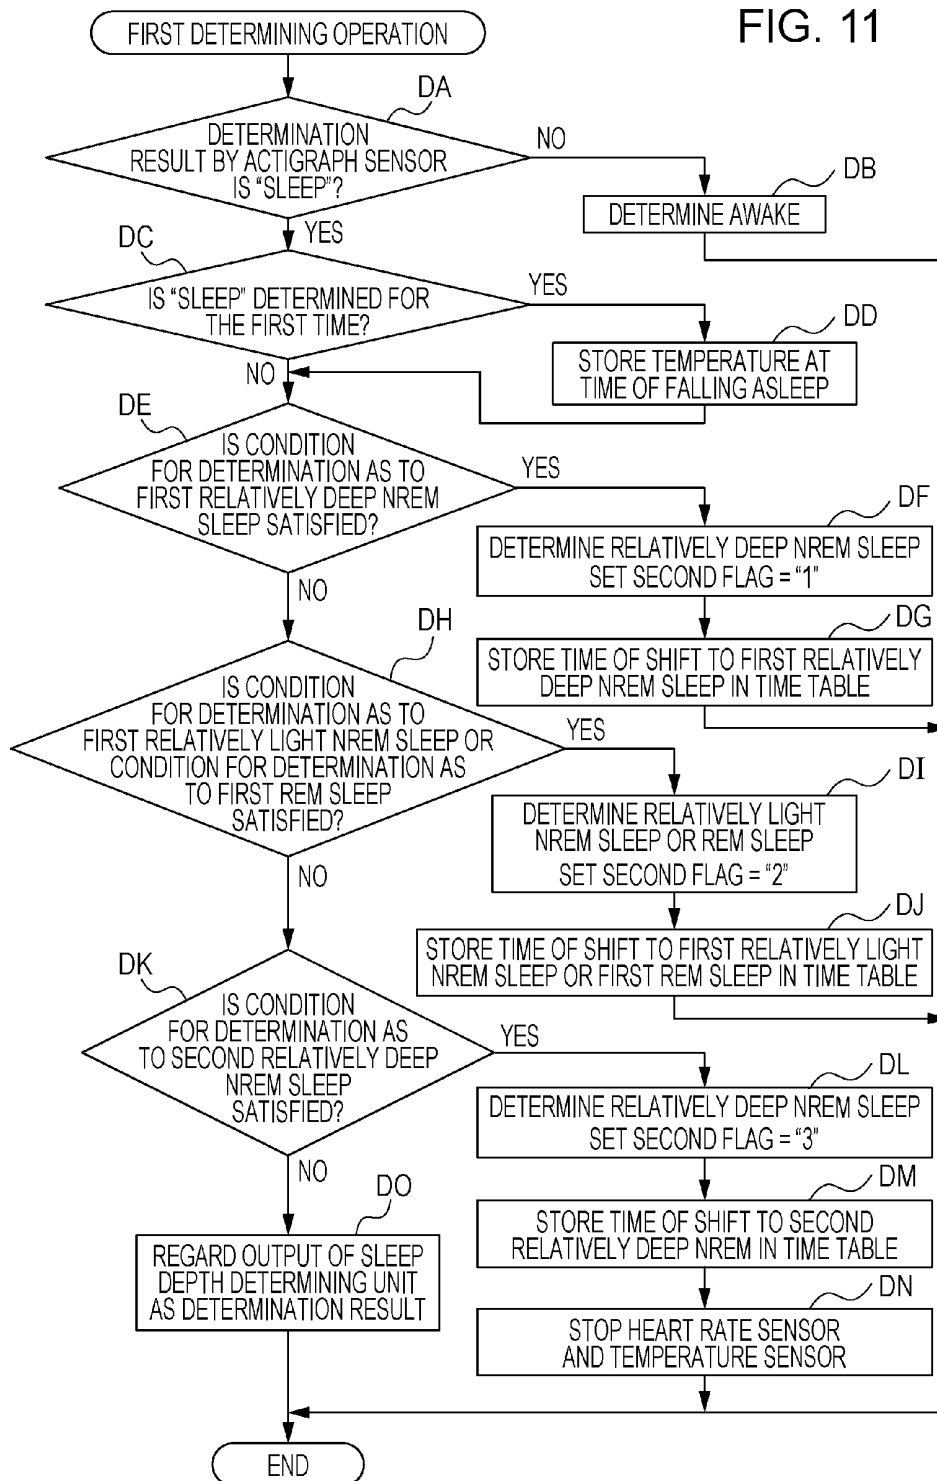 FIG. 11
FIRST DETERMINING OPERATION
DA
DETERMINATION
RESULT BY ACTIGRAPH SENSOR
IS “SLEEP”?
NO
DB
DETERMINE AWAKE
YES
DC
IS “SLEEP” DETERMINED FOR
THE FIRST TIME?
YES
DD
STORE TEMPERATURE AT
TIME OF FALLING ASLEEP
NO
DE
IS CONDITION
FOR DETERMINATION AS TO
FIRST RELATIVELY DEEP NREM
SLEEP SATISFIED?
YES
DF
DETERMINE RELATIVELY DEEP NREM SLEEP
SET SECOND FLAG = “1”
DG
STORE TIME OF SHIFT TO FIRST RELATIVELY
DEEP NREM SLEEP IN TIME TABLE
NO
DH
IS CONDITION
FOR DETERMINATION AS TO
FIRST RELATIVELY LIGHT NREM SLEEP OR
CONDITION FOR DETERMINATION AS
TO FIRST REM SLEEP
SATISFIED?
YES
DI
DETERMINE RELATIVELY LIGHT
NREM SLEEP OR REM SLEEP
SET SECOND FLAG = “2”
DJ
STORE TIME OF SHIFT TO FIRST RELATIVELY LIGHT
NREM SLEEP OR FIRST REM SLEEP IN TIME TABLE
NO
DK
IS CONDITION
FOR DETERMINATION AS
TO SECOND RELATIVELY DEEP
NREM SLEEP
SATISFIED?
YES
DL
DETERMINE RELATIVELY DEEP NREM SLEEP
SET SECOND FLAG = “3”
DM
STORE TIME OF SHIFT TO SECOND
RELATIVELY DEEP NREM IN TIME TABLE
DN
STOP HEART RATE SENSOR
AND TEMPERATURE SENSOR
NO
DO
REGARD OUTPUT OF SLEEP
DEPTH DETERMINING UNIT
AS DETERMINATION RESULT
END